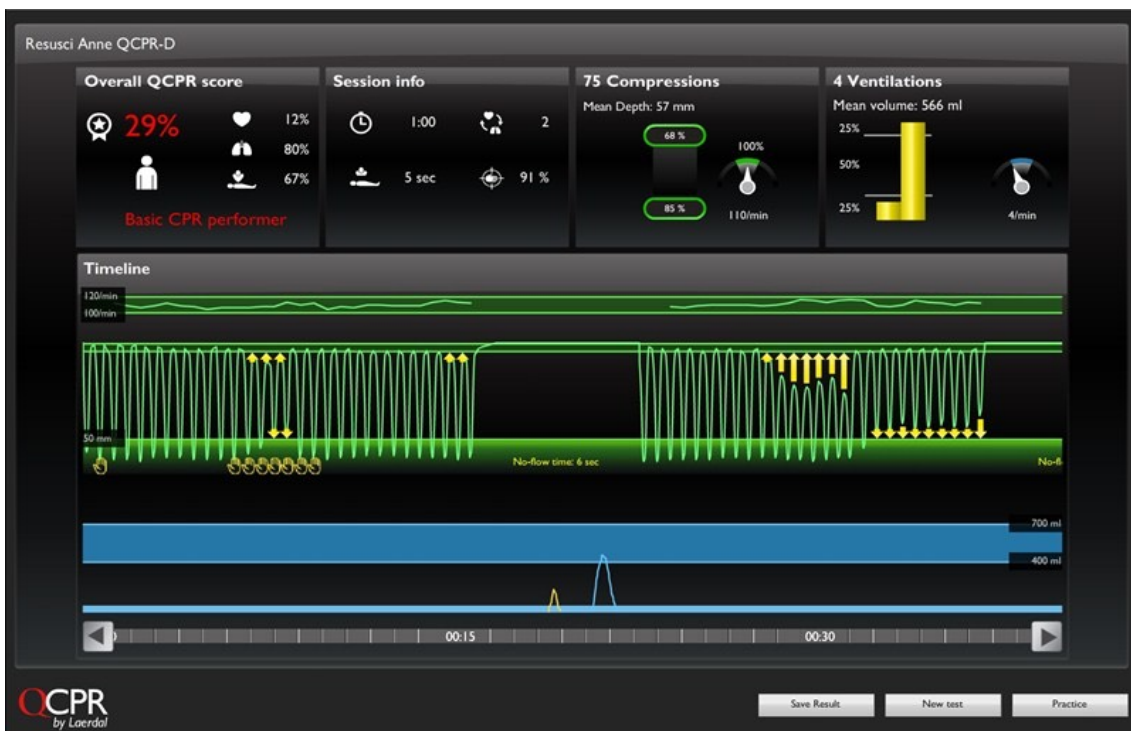 Resusci Anne QCPR-D
Overall QCPR score
29%
12%
80%
67%
Basic CPR performer
Session info
1:00
2
5 sec
91 %
75 Compressions
Mean Depth: 57 mm
68 %
85 %
100%
110/min
4 Ventilations
Mean volume: 566 ml
25%
50%
25%
4/min
Timeline
120/min
100/min
50 mm
No-flow time: 6 sec
No-fl
700 ml
400 ml
00:15
00:30
QCPR
by Laerdal
Save Result
New test
Practice